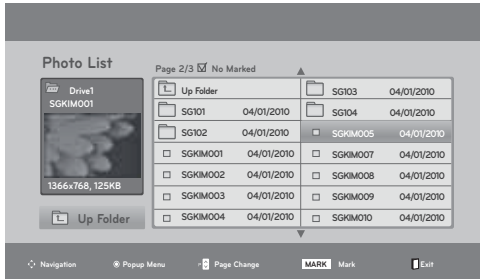 Photo List
Page 2/3 ☑ No Marked
Drive1
SGKIM001
1366x768, 125KB
Up Folder
Up Folder
SG101 04/01/2010
SG102 04/01/2010
SGKIM001 04/01/2010
SGKIM002 04/01/2010
SGKIM003 04/01/2010
SGKIM004 04/01/2010
SG103 04/01/2010
SG104 04/01/2010
SGKIM005 04/01/2010
SGKIM007 04/01/2010
SGKIM008 04/01/2010
SGKIM009 04/01/2010
SGKIM010 04/01/2010
Navigation Popup Menu P Page Change MARK Mark Exit